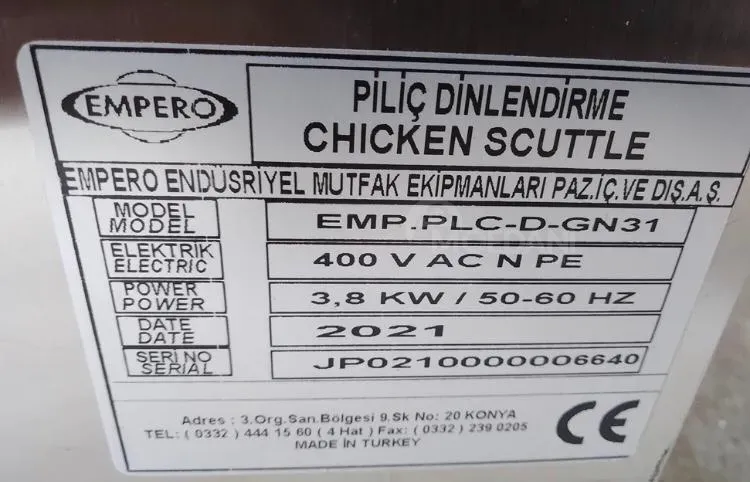 EMPERO
PİLİÇ DİNLENDİRME
CHICKEN SCUTTLE
EMPERO ENDÜSRİYEL MUTFAK EKİPMANLARI PAZ.İÇ.VE DIŞ.A.Ş.
MODEL
MODEL
EMP.PLC-D-GN31
ELEKTRİK
ELECTRIC
400 V AC N PE
POWER
POWER
3,8 KW / 50-60 HZ
DATE
DATE
2021
SERİ NO
SERIAL
JP0210000006640
Adres : 3.Org.San.Bölgesi 9.Sk No: 20 KONYA
TEL: ( 0332 ) 444 15 60 ( 4 Hat ) Fax: ( 0332 ) 239 0205
MADE İN TURKEY
CE